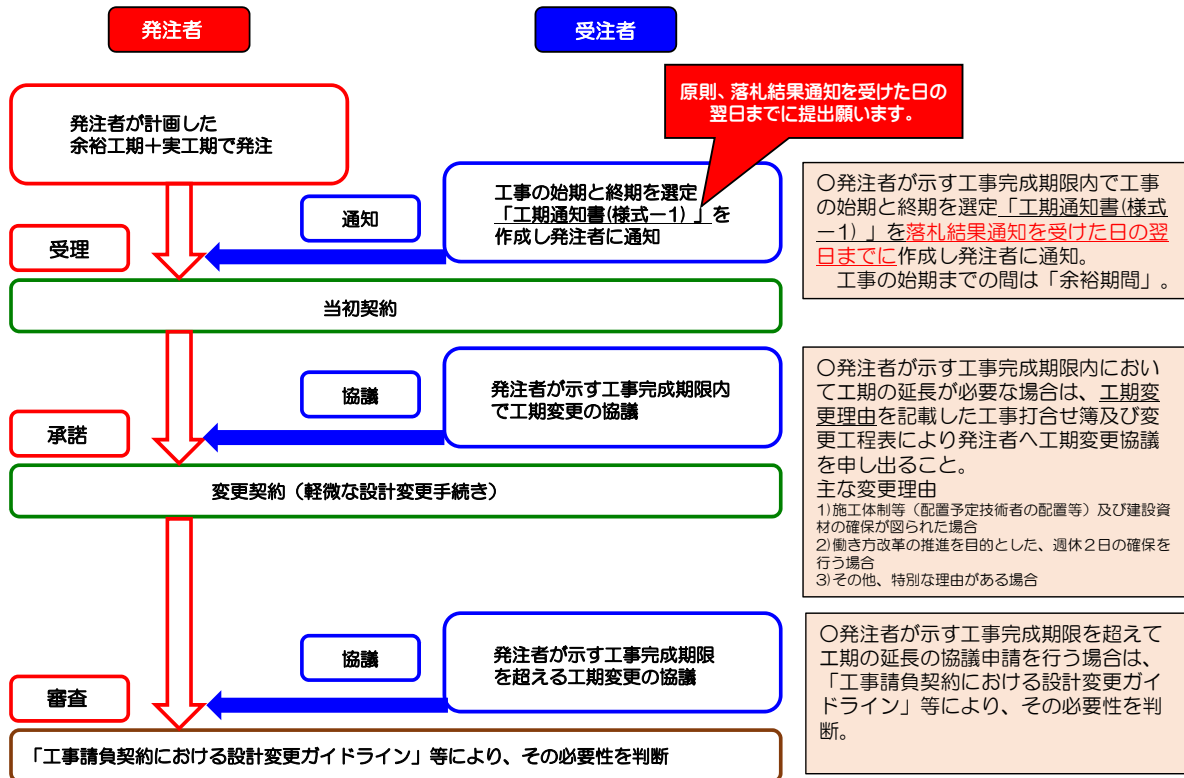 発注者
受注者
原則、落札結果通知を受けた日の
翌日までに提出願います。
発注者が計画した
余裕工期＋実工期で発注
工事の始期と終期を選定
「工期通知書(様式－1) 」を
作成し発注者に通知
通知
受理
○発注者が示す工事完成期限内で工事
の始期と終期を選定「工期通知書(様式
－1) 」を落札結果通知を受けた日の翌
日までに作成し発注者に通知。
　工事の始期までの間は「余裕期間」。
当初契約
協議
発注者が示す工事完成期限内
で工期変更の協議
承諾
○発注者が示す工事完成期限内におい
て工期の延長が必要な場合は、工期変
更理由を記載した工事打合せ簿及び変
更工程表により発注者へ工期変更協議
を申し出ること。
主な変更理由
1)施工体制等（配置予定技術者の配置等）及び建設資
材の確保が図られた場合
2)働き方改革の推進を目的とした、週休２日の確保を
行う場合
3)その他、特別な理由がある場合
変更契約（軽微な設計変更手続き）
協議
発注者が示す工事完成期限
を超える工期変更の協議
審査
○発注者が示す工事完成期限を超えて
工期の延長の協議申請を行う場合は、
「工事請負契約における設計変更ガイ
ドライン」等により、その必要性を判
断。
「工事請負契約における設計変更ガイドライン」等により、その必要性を判断